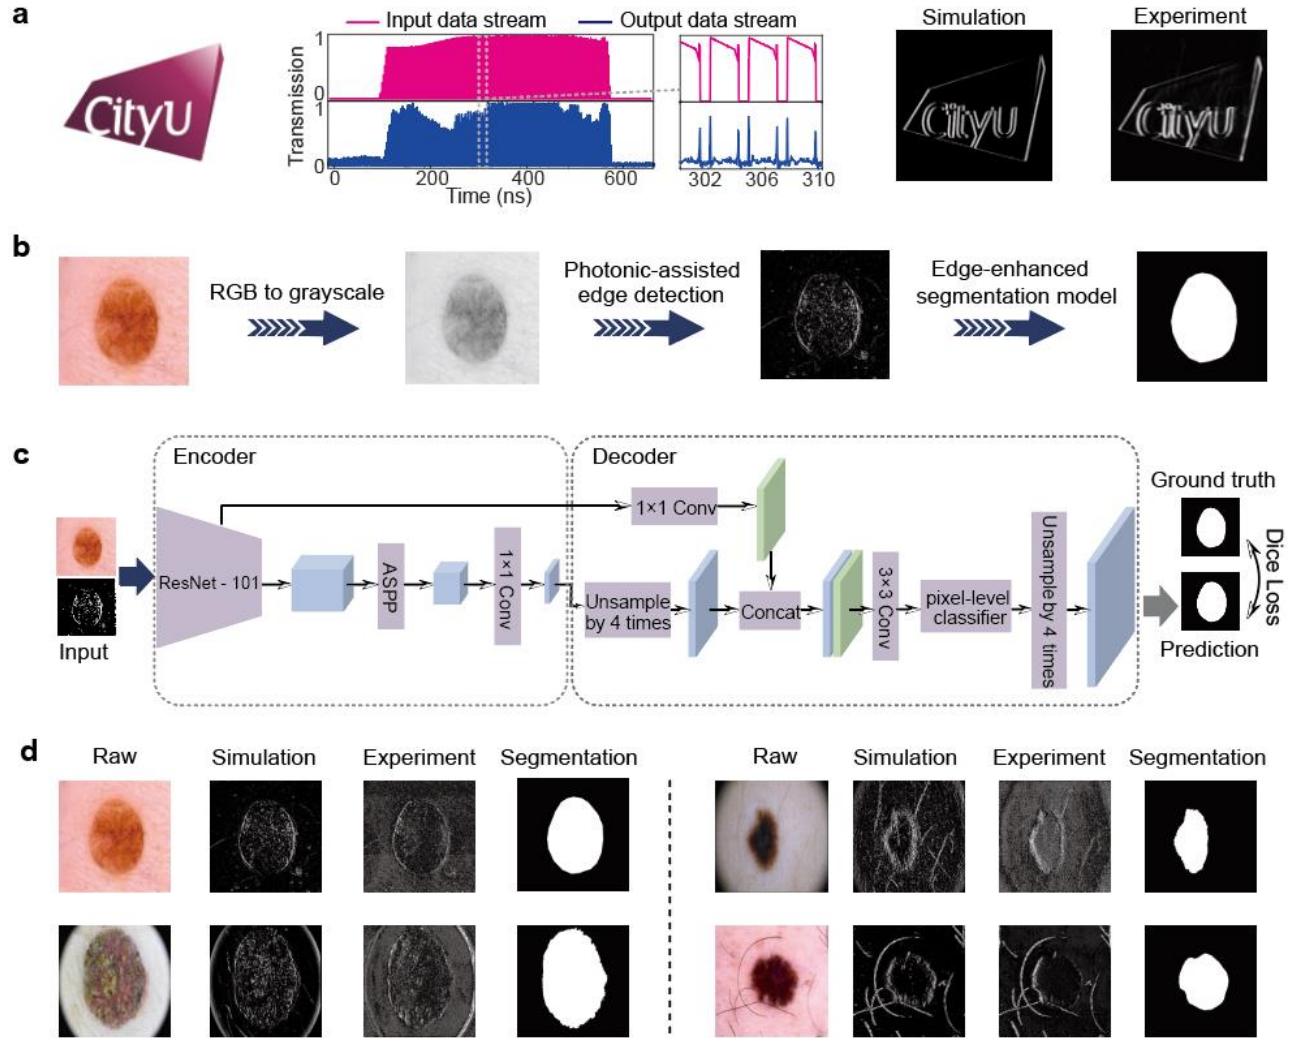 a
Input data stream
Output data stream
Simulation
Experiment
CityU
Transmission
1
0
1
0
0
200
400
600
Time (ns)
302
306
310
CityU
CityU
b
RGB to grayscale
Photonic-assisted
edge detection
Edge-enhanced
segmentation model
c
Encoder
Decoder
Input
ResNet - 101
ASPP
1×1 Conv
1×1 Conv
Unsample
by 4 times
Concat
3×3 Conv
pixel-level
classifier
Unsample by 4 times
Ground truth
Dice Loss
Prediction
d
Raw
Simulation
Experiment
Segmentation
Raw
Simulation
Experiment
Segmentation